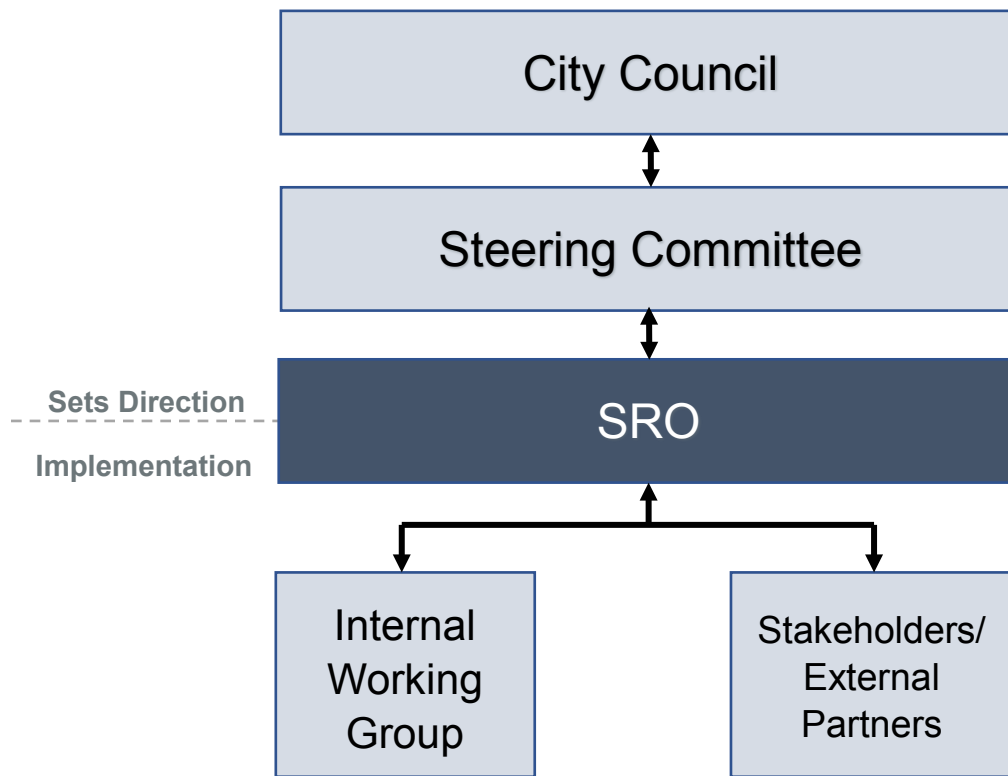 City Council
Steering Committee
Sets Direction
SRO
Implementation
Internal
Working
Group
Stakeholders/
External
Partners